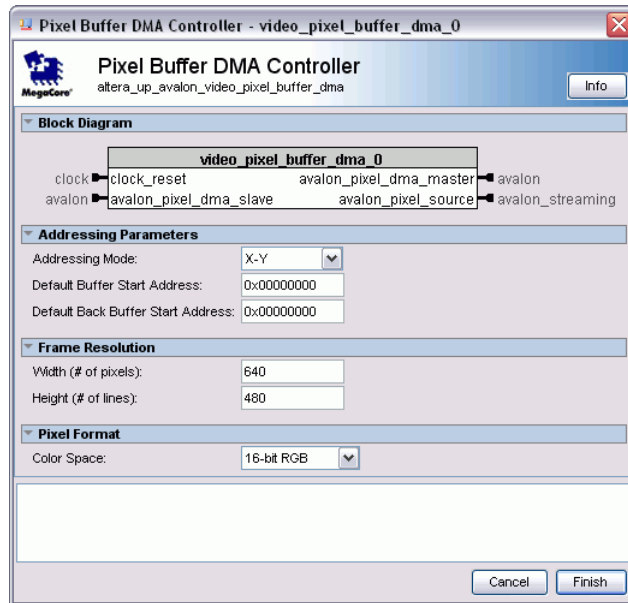 Pixel Buffer DMA Controller - video_pixel_buffer_dma_0
MegaCore®
Pixel Buffer DMA Controller
altera_up_avalon_video_pixel_buffer_dma
Info
Block Diagram
video_pixel_buffer_dma_0
clock clock_reset avalon_pixel_dma_master avalon
avalon avalon_pixel_dma_slave avalon_pixel_source avalon_streaming
Addressing Parameters
Addressing Mode: X-Y
Default Buffer Start Address: 0x00000000
Default Back Buffer Start Address: 0x00000000
Frame Resolution
Width (# of pixels): 640
Height (# of lines): 480
Pixel Format
Color Space: 16-bit RGB
Cancel Finish